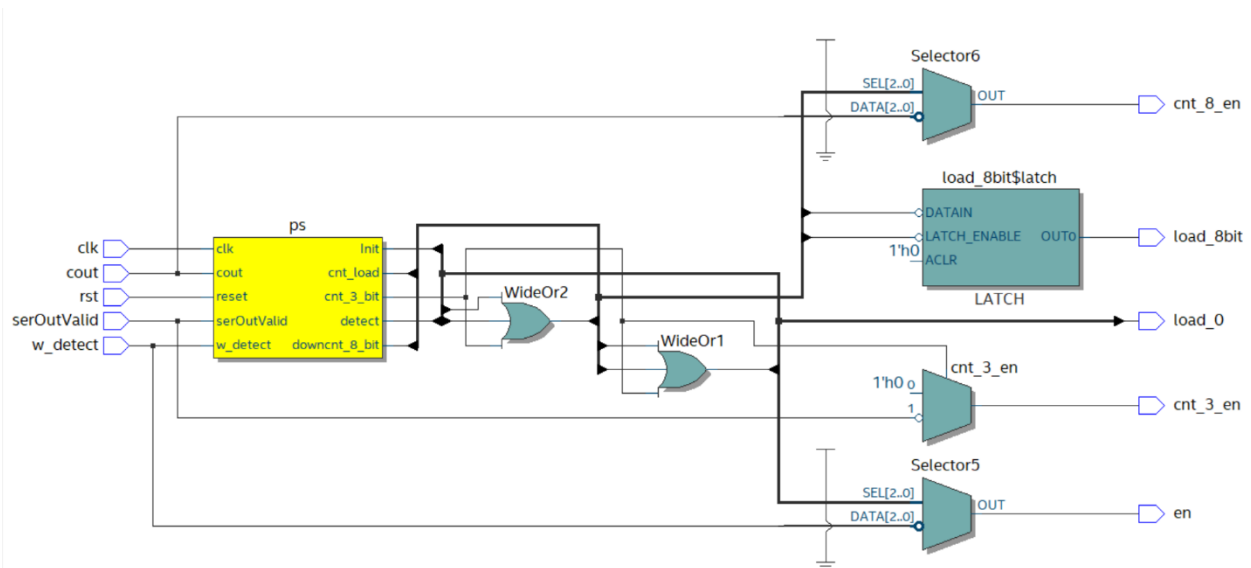 Selector6
SEL[2..0]
DATA[2..0]
OUT
cnt_8_en
load_8bit$latch
DATAIN
LATCH_ENABLE
1'h0
ACLR
OUT0
load_8bit
LATCH
ps
clk
cout
rst
serOutValid
w_detect
clk
cout
reset
serOutValid
w_detect
Init
cnt_load
cnt_3_bit
detect
downcnt_8_bit
WideOr2
WideOr1
load_0
cnt_3_en
1'h0 0
1
cnt_3_en
Selector5
SEL[2..0]
DATA[2..0]
OUT
en